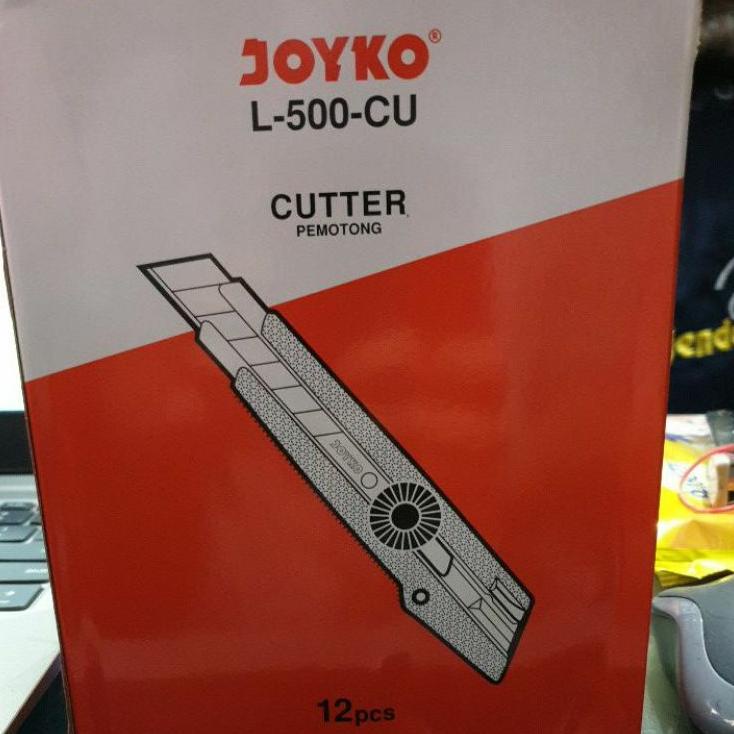 JOYKO®
L-500-CU
CUTTER
PEMOTONG
JOYKO
12pcs